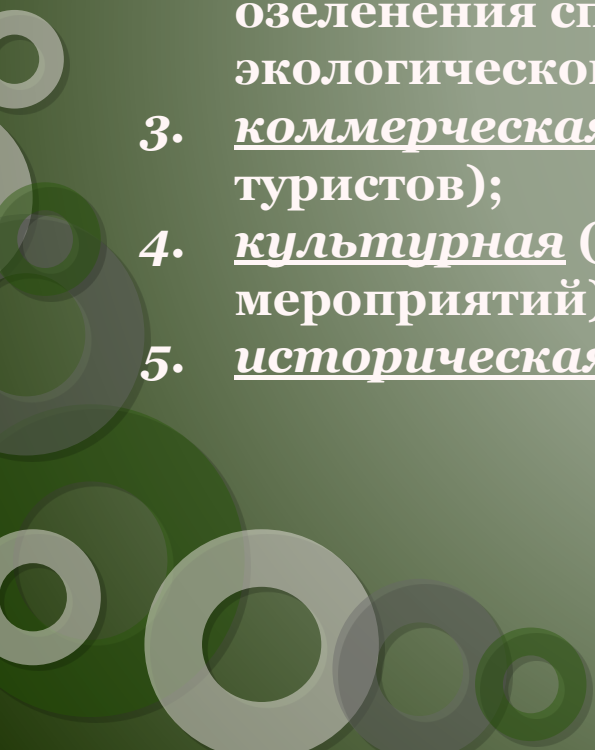 озеленения сп
экологическо
3. коммерческая
туристов);
4. культурная (
мероприятий)
5. историческая